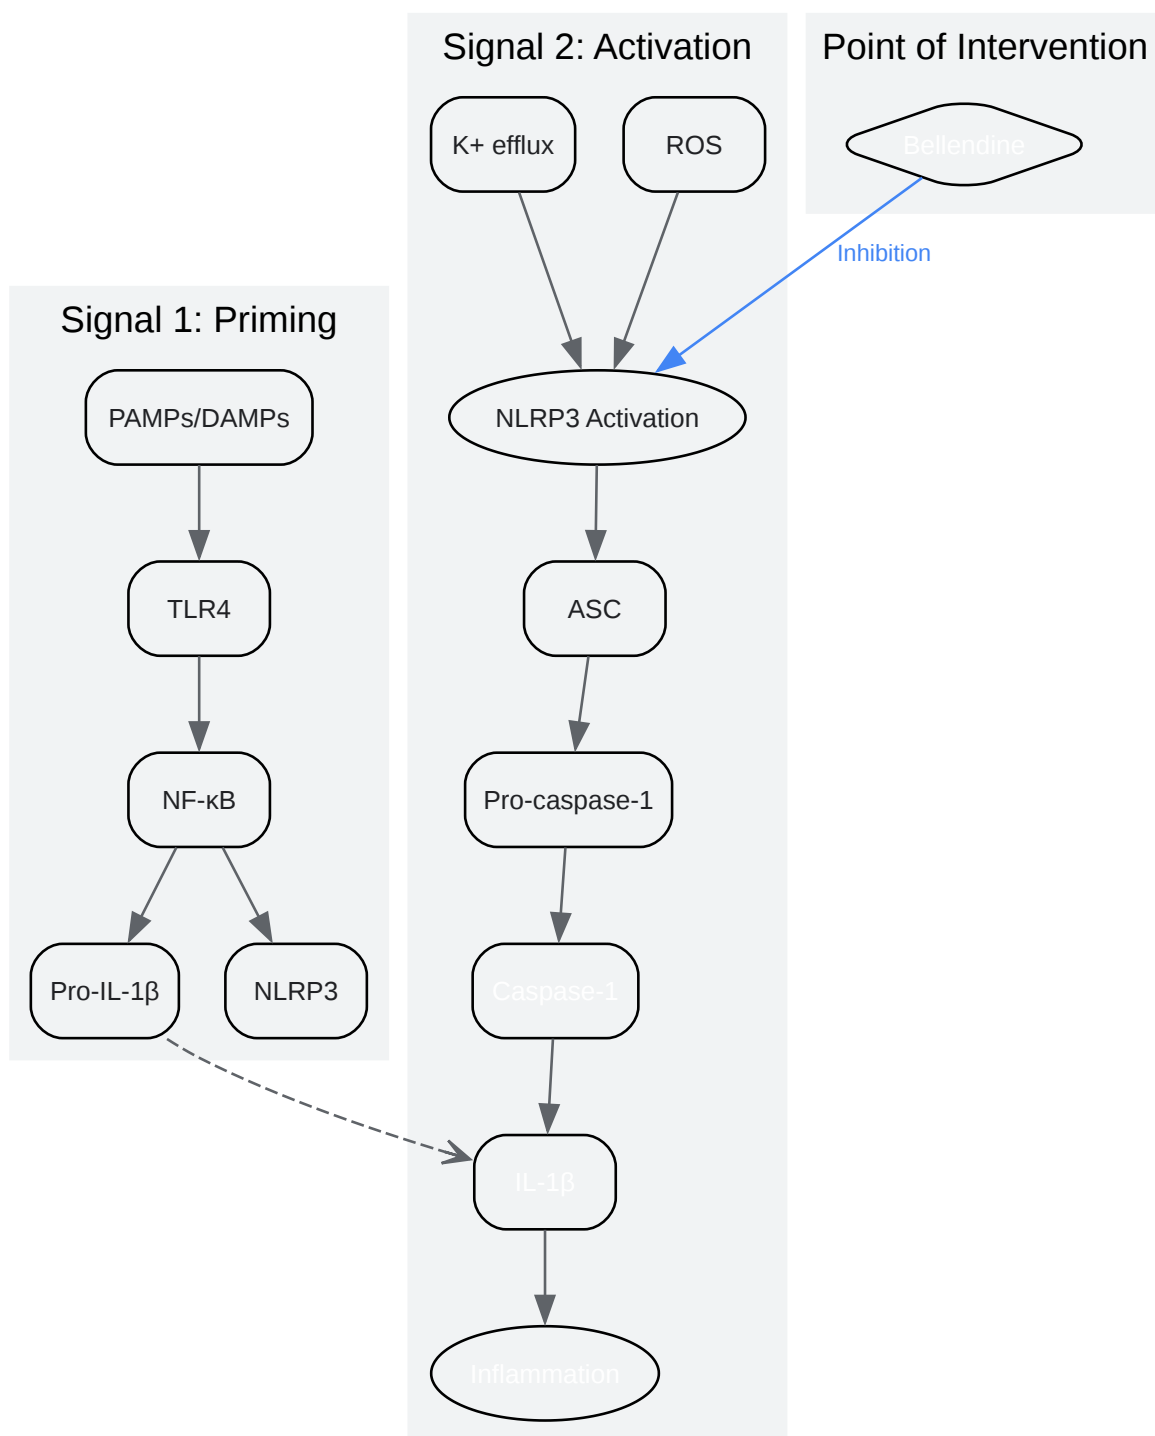 Signal 2: Activation
Point of Intervention
K+ efflux
ROS
Bellendine
Inhibition
Signal 1: Priming
PAMPs/DAMPs
NLRP3 Activation
TLR4
ASC
NF-κB
Pro-caspase-1
Pro-IL-1β
NLRP3
Caspase-1
IL-1β
Inflammation